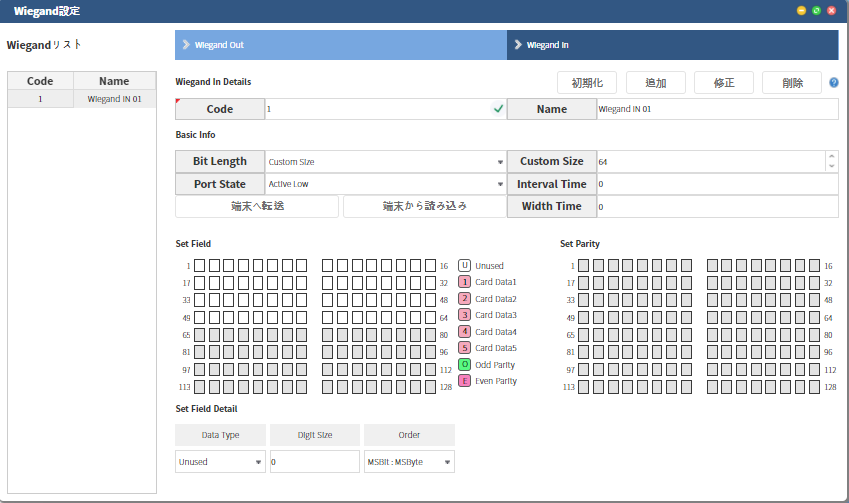 Wiegand設定
Wiegandリスト
Wiegand Out
Wiegand In
Code Name
1 Wiegand IN 01
Wiegand In Details
初期化 追加 修正 削除 ?
Code 1 Name Wiegand IN 01
Basic Info
Bit Length Custom Size Custom Size 64
Port State Active Low Interval Time 0
端末へ転送 端末から読み込み Width Time 0
Set Field
1 16
17 32
33 48
49 64
65 80
81 96
97 112
113 128
U Unused
1 Card Data1
2 Card Data2
3 Card Data3
4 Card Data4
5 Card Data5
O Odd Parity
E Even Parity
Set Parity
1 16
17 32
33 48
49 64
65 80
81 96
97 112
113 128
Set Field Detail
Data Type Digit Size Order
Unused 0 MSBit : MSByte